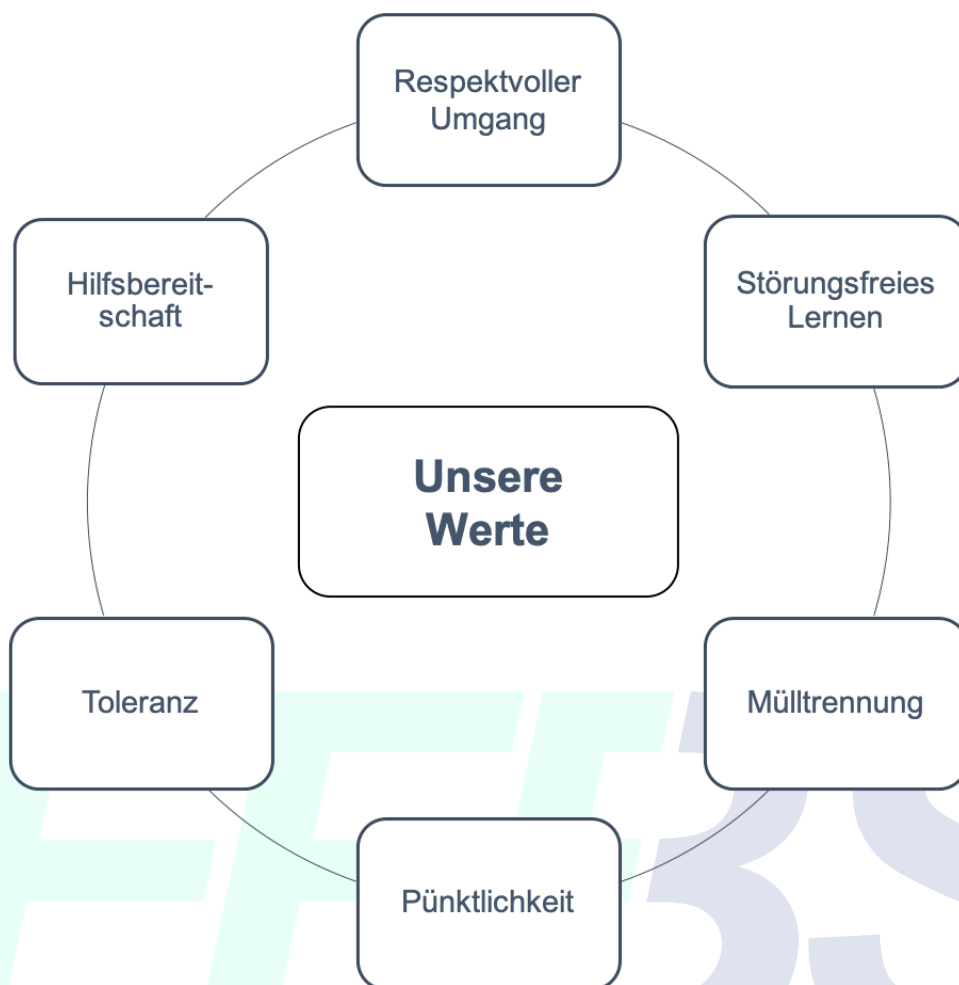 Respektvoller
Umgang
Störungsfreies
Lernen
Hilfsbereit-
schaft
Unsere
Werte
Mülltrennung
Toleranz
Pünktlichkeit